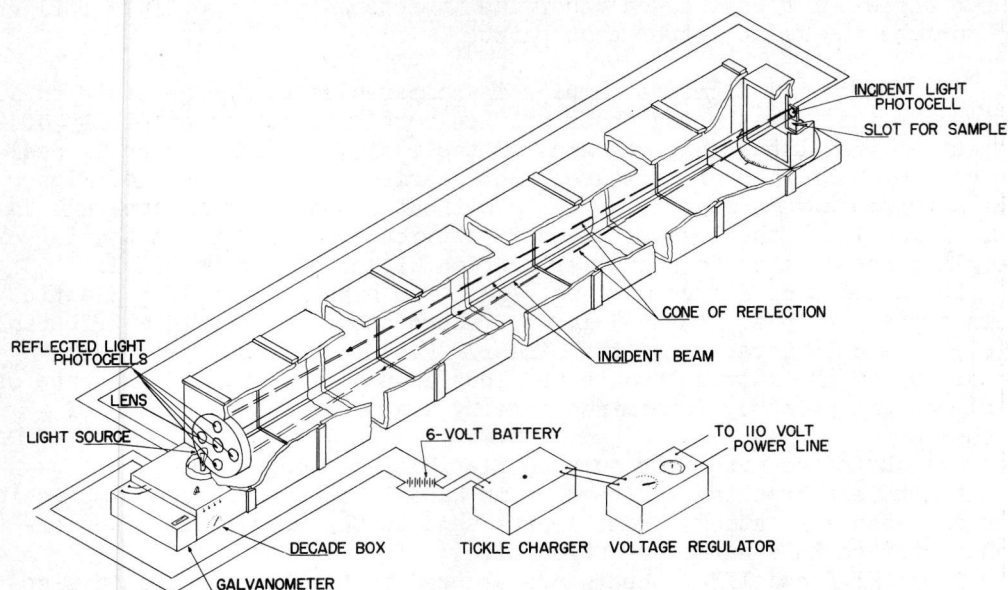 INCIDENT LIGHT
PHOTOCELL
SLOT FOR SAMPLE
CONE OF REFLECTION
INCIDENT BEAM
REFLECTED LIGHT
PHOTOCELLS
LENS
LIGHT SOURCE
6-VOLT BATTERY
TO 110 VOLT
POWER LINE
DECADE BOX
TICKLE CHARGER
VOLTAGE REGULATOR
GALVANOMETER